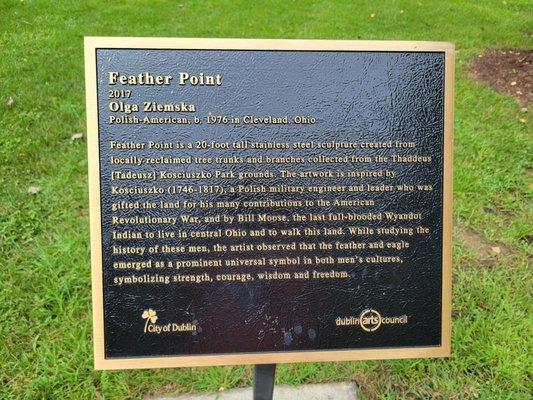 Feather Point
2017
Olga Ziemska
Polish-American, b. 1976 in Cleveland, Ohio
Feather Point is a 20-foot tall stainless steel sculpture created from
locally reclaimed tree trunks and branches collected from the Thaddeus
[Tadeusz] Kosciuszko Park grounds. The artwork is inspired by
Kosciuszko (1746-1817), a Polish military engineer and leader who was
gifted the land for his many contributions to the American
Revolutionary War, and by Bill Moose, the last full-blooded Wyandot
Indian to live in central Ohio and to walk this land. While studying the
history of these men, the artist observed that the feather and eagle
emerged as a prominent universal symbol in both men's cultures,
symbolizing strength, courage, wisdom and freedom.
City of Dublin
dublin arts council